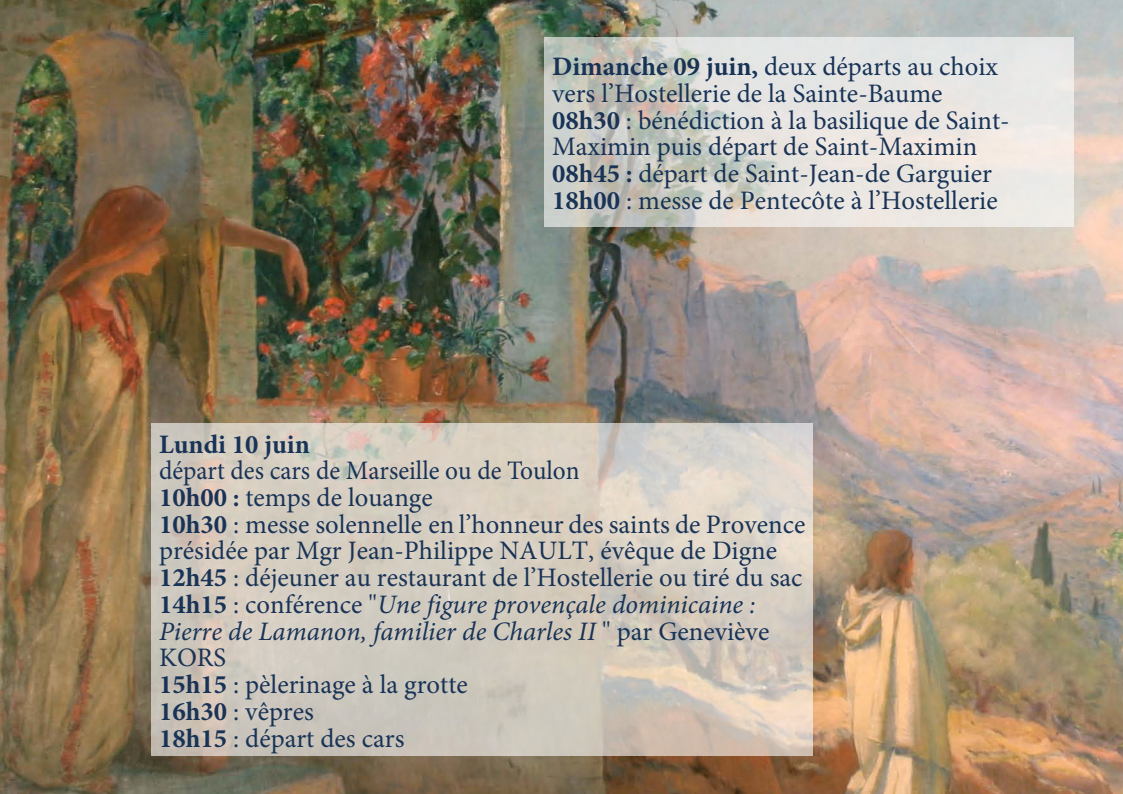 Dimanche 09 juin, deux départs au choix
vers l'Hostellerie de la Sainte-Baume
08h30 : bénédiction à la basilique de Saint-
Maximin puis départ de Saint-Maximin
08h45 : départ de Saint-Jean-de Garguier
18h00 : messe de Pentecôte à l'Hostellerie
Lundi 10 juin
départ des cars de Marseille ou de Toulon
10h00 : temps de louange
10h30 : messe solennelle en l'honneur des saints de Provence
présidée par Mgr Jean-Philippe NAULT, évêque de Digne
12h45 : déjeuner au restaurant de l'Hostellerie ou tiré du sac
14h15 : conférence "Une figure provençale dominicaine :
Pierre de Lamanon, familier de Charles II " par Geneviève
KORS
15h15 : pèlerinage à la grotte
16h30 : vêpres
18h15 : départ des cars